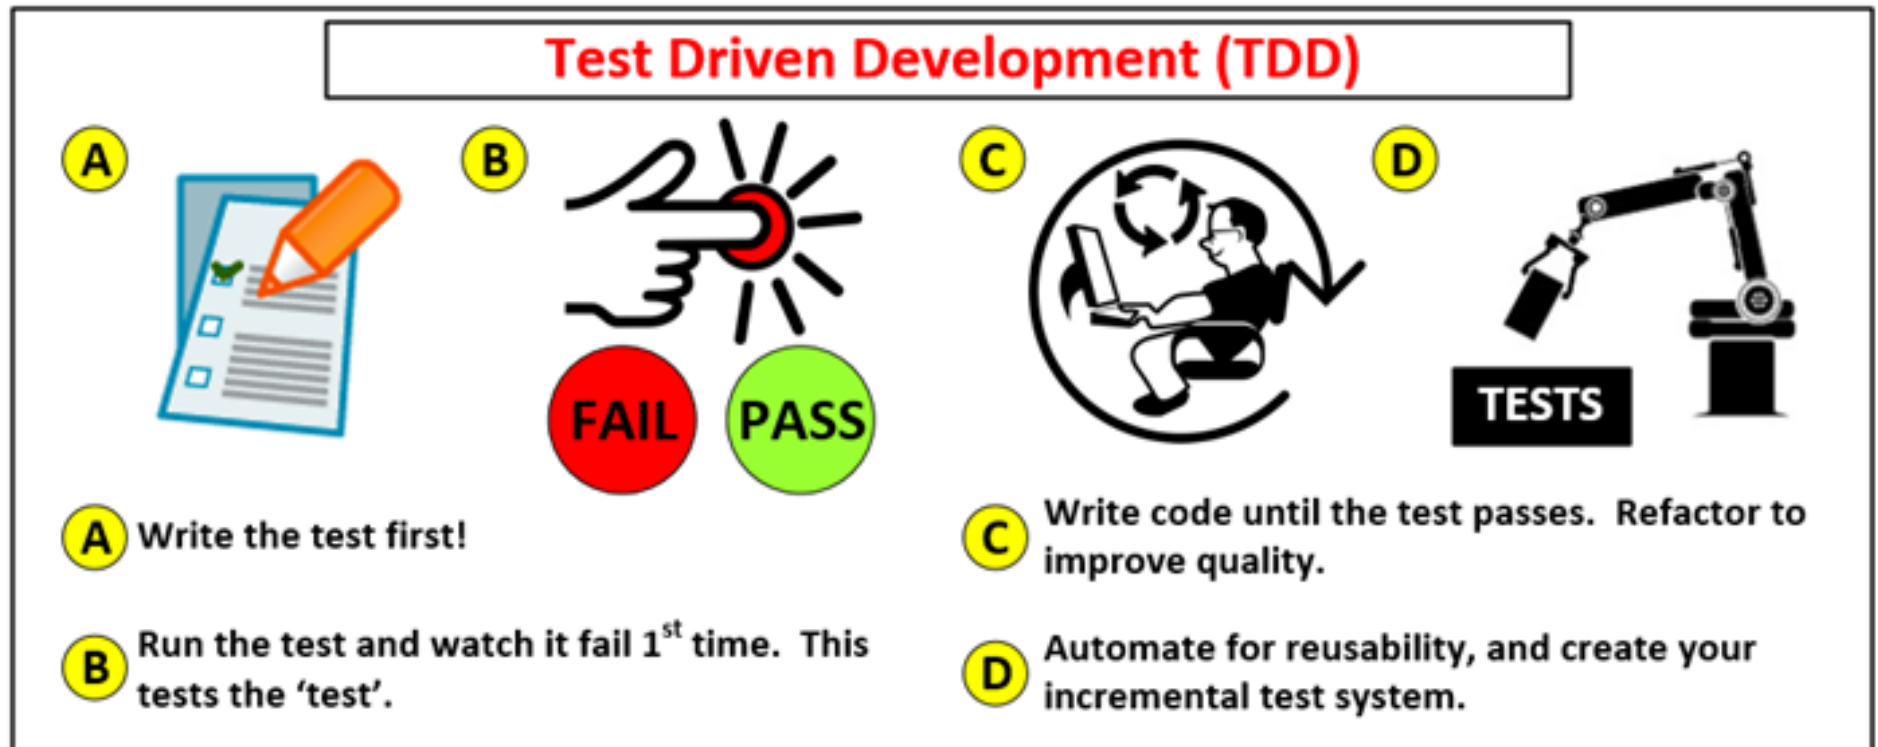 Test Driven Development (TDD)
A
B
C
D
FAIL
PASS
TESTS
A Write the test first!
B Run the test and watch it fail 1st time. This
tests the ‘test’.
C Write code until the test passes. Refactor to
improve quality.
D Automate for reusability, and create your
incremental test system.